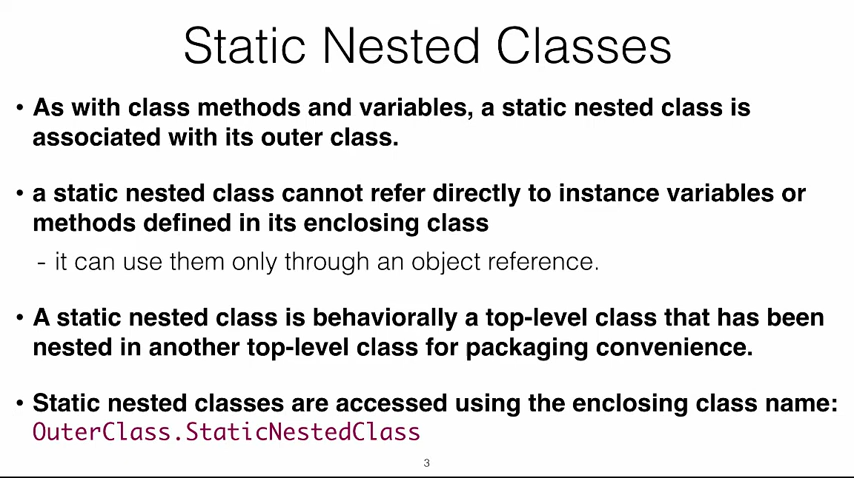 Static Nested Classes
• As with class methods and variables, a static nested class is
associated with its outer class.
• a static nested class cannot refer directly to instance variables or
methods defined in its enclosing class
- it can use them only through an object reference.
• A static nested class is behaviorally a top-level class that has been
nested in another top-level class for packaging convenience.
• Static nested classes are accessed using the enclosing class name:
OuterClass.StaticNestedClass
3